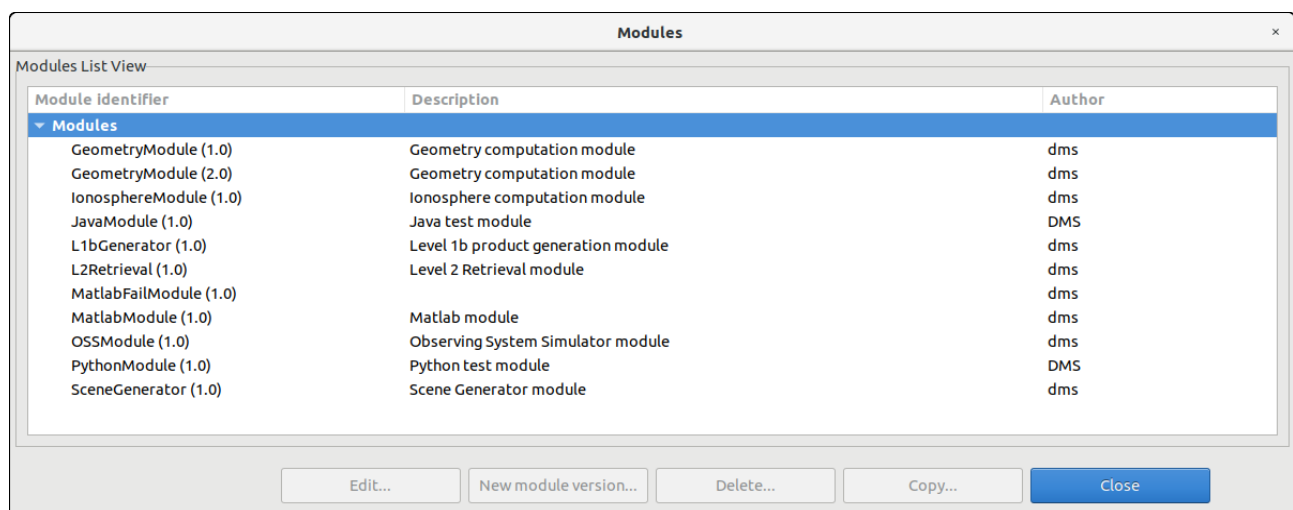 Modules ×
Modules List View
Module identifier Description Author
Modules
GeometryModule (1.0) Geometry computation module dms
GeometryModule (2.0) Geometry computation module dms
IonosphereModule (1.0) Ionosphere computation module dms
JavaModule (1.0) Java test module DMS
L1bGenerator (1.0) Level 1b product generation module dms
L2Retrieval (1.0) Level 2 Retrieval module dms
MatlabFailModule (1.0) dms
MatlabModule (1.0) Matlab module dms
OSSModule (1.0) Observing System Simulator module dms
PythonModule (1.0) Python test module DMS
SceneGenerator (1.0) Scene Generator module dms
Edit... New module version... Delete... Copy... Close